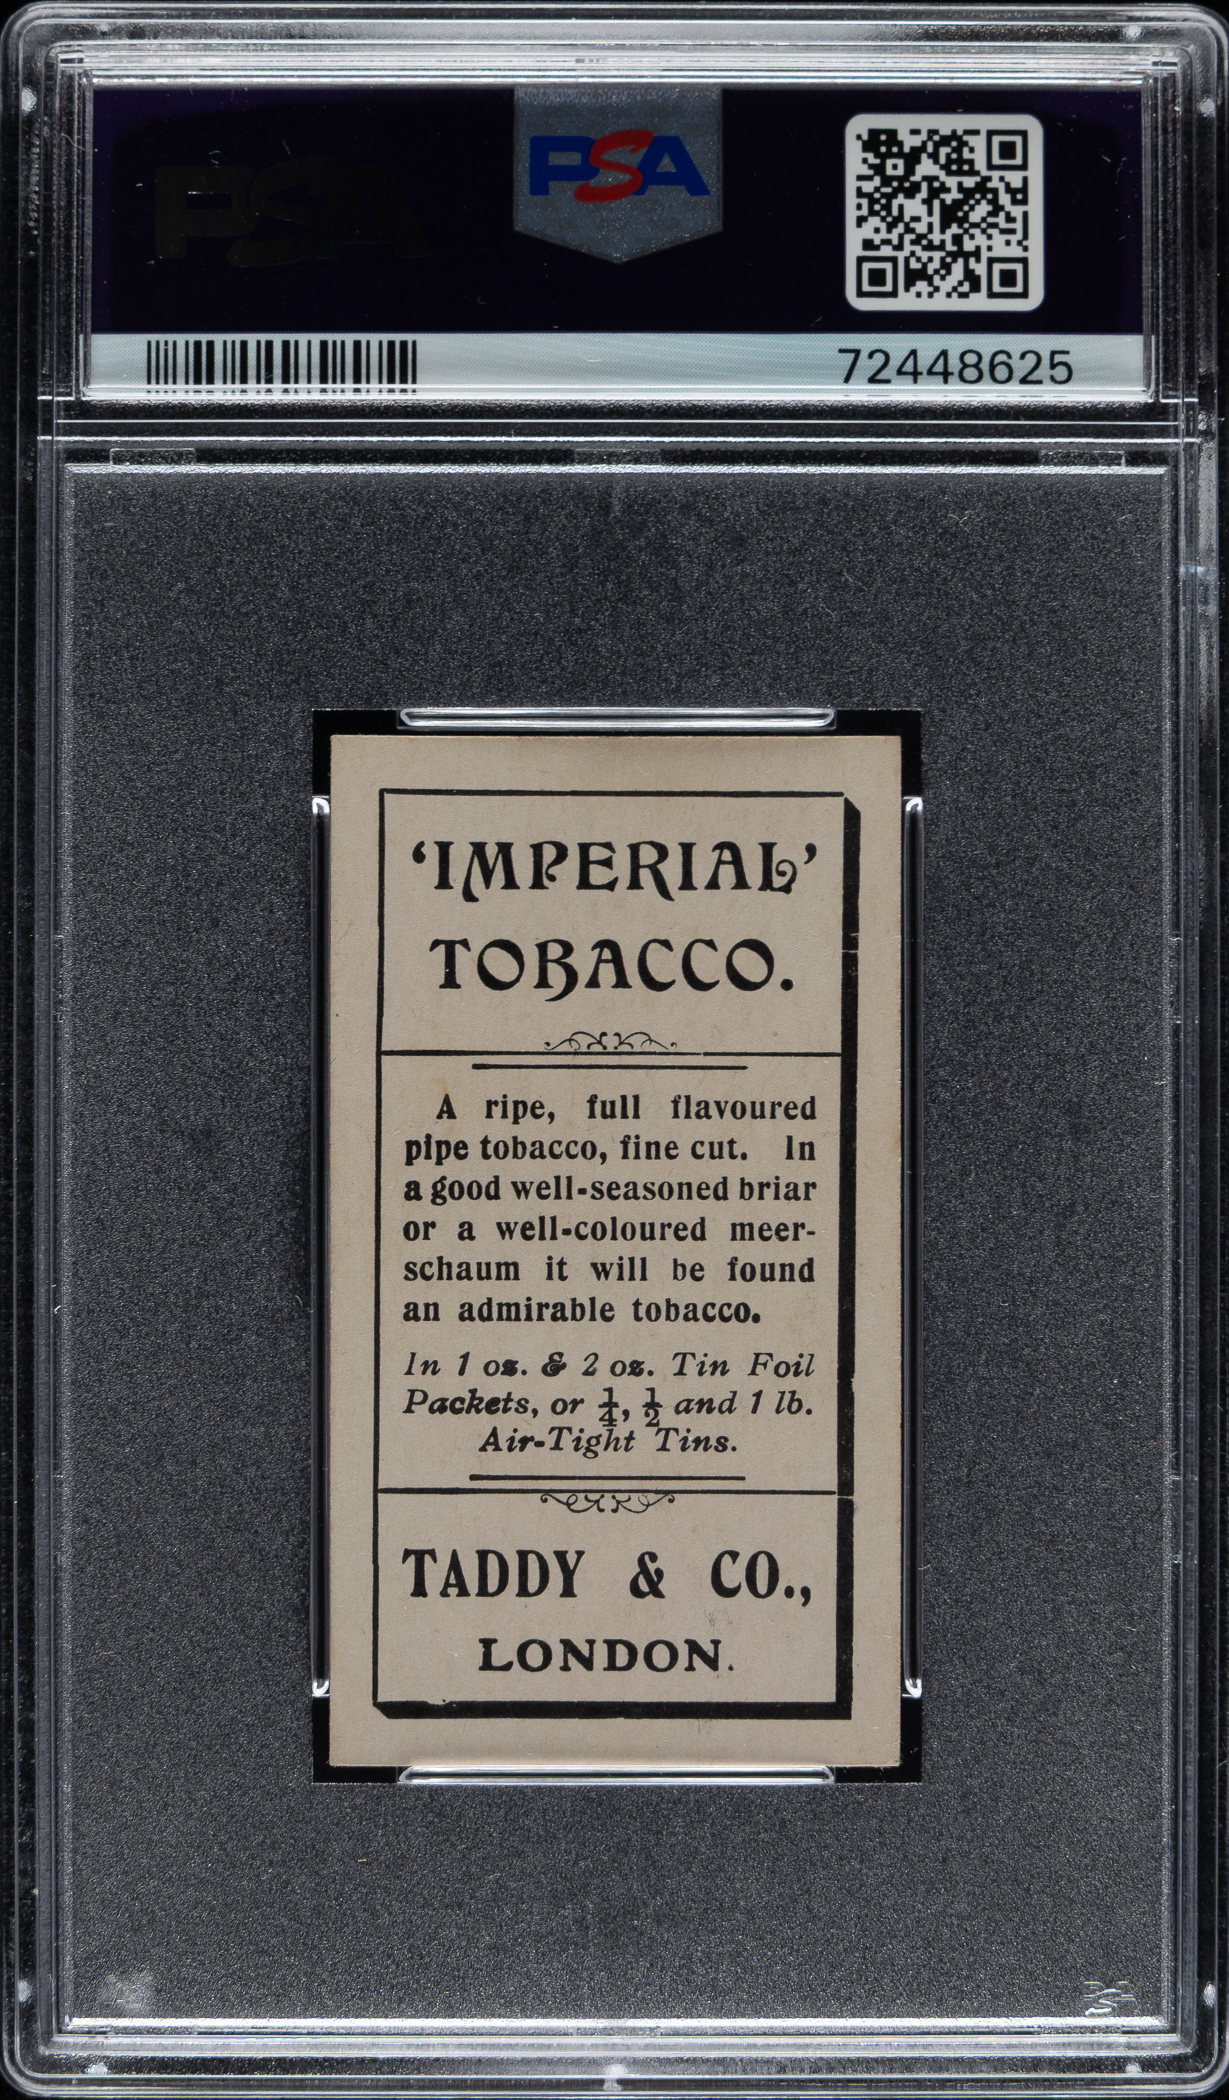 PSA
PSA
72448625
‘IMPERIAL’
TOBACCO.
A ripe, full flavoured
pipe tobacco, fine cut. In
a good well-seasoned briar
or a well-coloured meer-
schaum it will be found
an admirable tobacco.
In 1 oz. & 2 oz. Tin Foil
Packets, or ¼, ½ and 1 lb.
Air-Tight Tins.
TADDY & CO.,
LONDON.
PSA